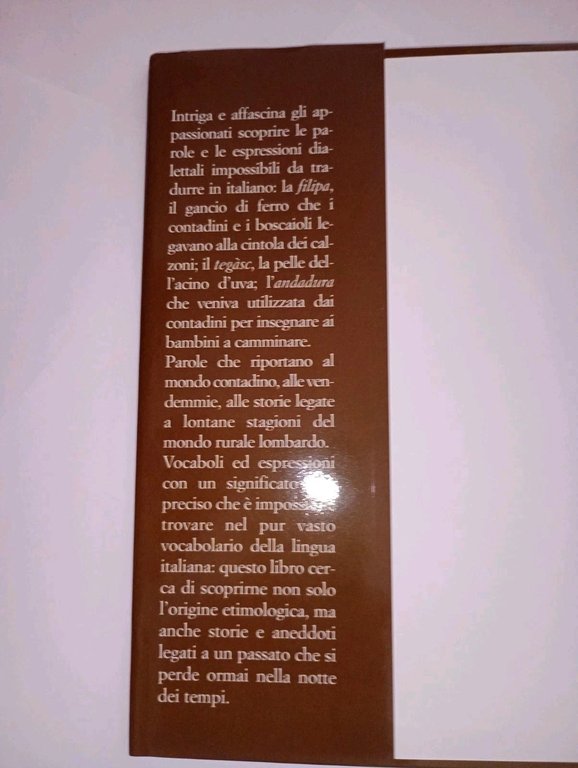 Intriga e affascina gli ap-
passionati scoprire le pa-
role e le espressioni dia-
lettali impossibili da tra-
durre in italiano: la filipa,
il gancio di ferro che i
contadini e i boscaioli le-
gavano alla cintola dei cal-
zoni; il tegàsc, la pelle del-
l'acino d'uva; l'andadura
che veniva utilizzata dai
contadini per insegnare ai
bambini a camminare.
Parole che riportano al
mondo contadino, alle ven-
demmie, alle storie legate
a lontane stagioni del
mondo rurale lombardo.
Vocaboli ed espressioni
con un significato
preciso che è
trovare nel pur vasto
vocabolario della lingua
italiana: questo libro cer-
ca di scoprirne non solo
l'origine etimologica, ma
anche storie e aneddoti
legati a un passato che si
perde ormai nella notte
dei tempi.